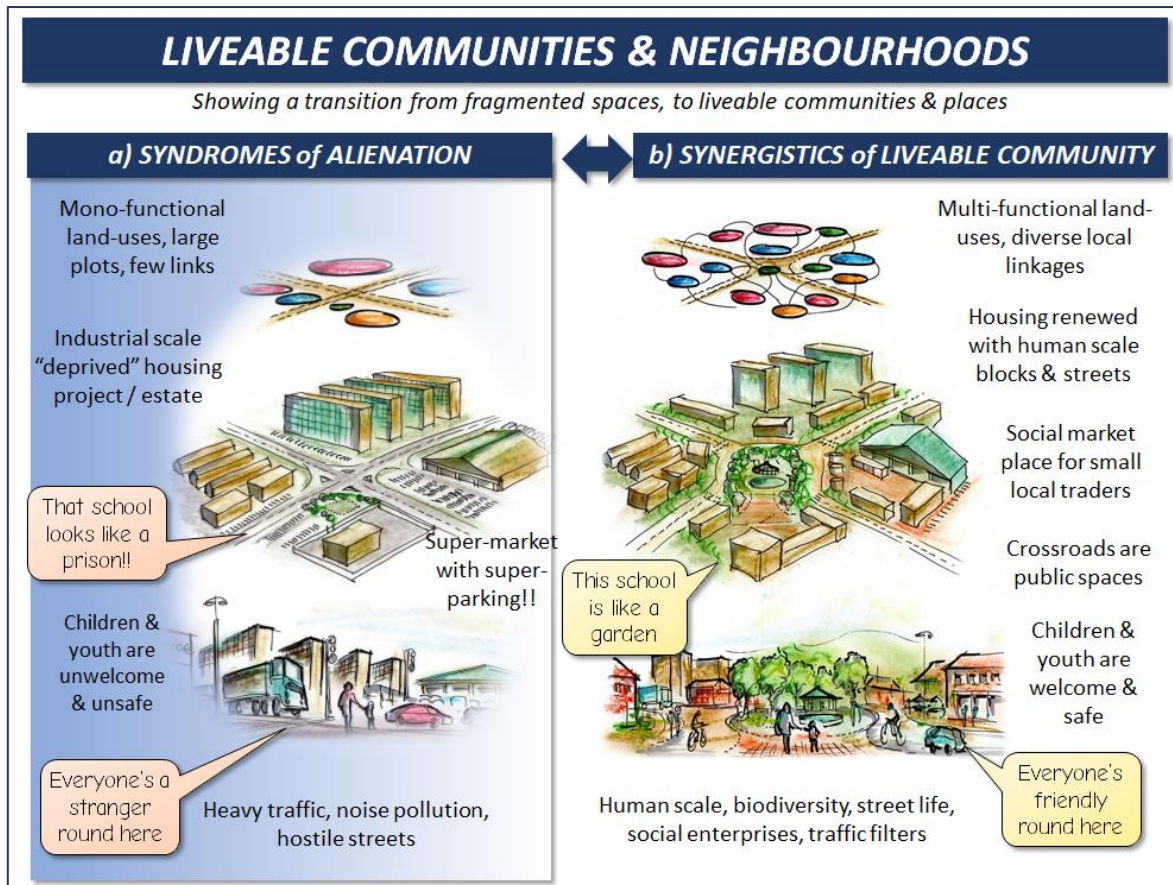 LIVEABLE COMMUNITIES & NEIGHBOURHOODS
Showing a transition from fragmented spaces, to liveable communities & places
a) SYNDROMES of ALIENATION
Mono-functional
land-uses, large
plots, few links
Industrial scale
“deprived” housing
project / estate
That school
looks like a
prison!!
Super-market
with super-
parking!!
Children &
youth are
unwelcome
& unsafe
Everyone's a
stranger
round here
Heavy traffic, noise pollution,
hostile streets
b) SYNERGISTICS of LIVEABLE COMMUNITY
Multi-functional land-
uses, diverse local
linkages
Housing renewed
with human scale
blocks & streets
Social market
place for small
local traders
Crossroads are
public spaces
This school
is like a
garden
Children &
youth are
welcome &
safe
Everyone's
friendly
round here
Human scale, biodiversity, street life,
social enterprises, traffic filters